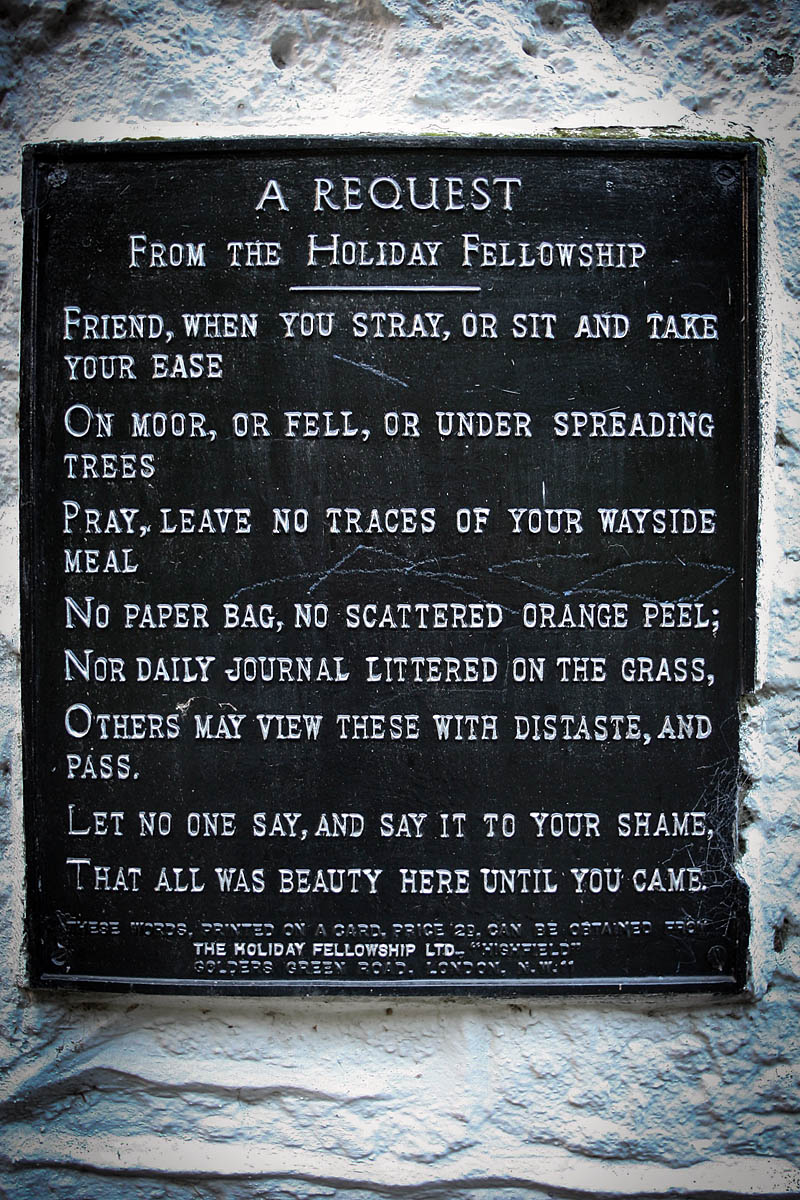 A REQUEST
FROM THE HOLIDAY FELLOWSHIP
FRIEND, WHEN YOU STRAY, OR SIT AND TAKE
YOUR EASE
ON MOOR, OR FELL, OR UNDER SPREADING
TREES
PRAY, LEAVE NO TRACES OF YOUR WAYSIDE
MEAL
NO PAPER BAG, NO SCATTERED ORANGE PEEL;
NOR DAILY JOURNAL LITTERED ON THE GRASS,
OTHERS MAY VIEW THESE WITH DISTASTE, AND
PASS.
LET NO ONE SAY, AND SAY IT TO YOUR SHAME,
THAT ALL WAS BEAUTY HERE UNTIL YOU CAME.
THESE WORDS, PRINTED ON A CARD, PRICE CAN BE OBTAINED FROM
THE HOLIDAY FELLOWSHIP LTD. "HIGHFIELD"
GOLDERS GREEN ROAD, LONDON, N.W.11